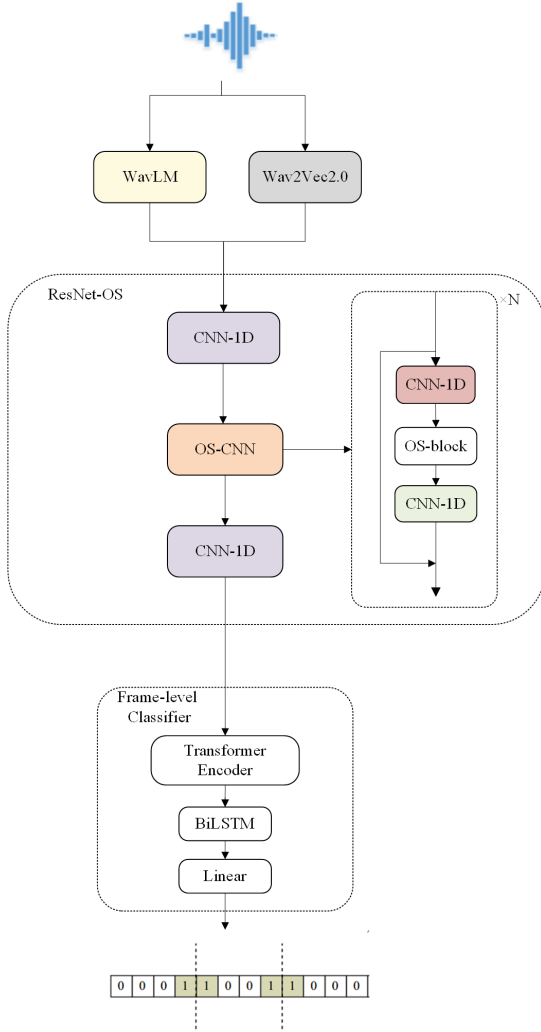 WavLM
Wav2Vec2.0
ResNet-OS
×N
CNN-1D
CNN-1D
OS-CNN
OS-block
CNN-1D
CNN-1D
Frame-level
Classifier
Transformer
Encoder
BiLSTM
Linear
0 0 0 1 1 0 0 1 1 0 0 0